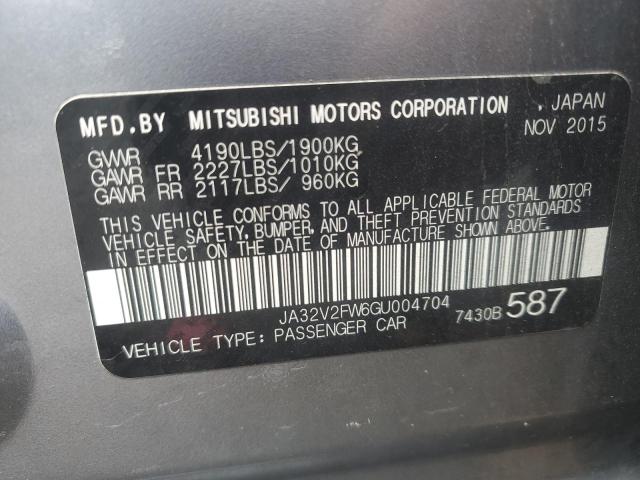 MFD.BY MITSUBISHI MOTORS CORPORATION , JAPAN
NOV 2015
GVWR 4190LBS/1900KG
GAWR FR 2227LBS/1010KG
GAWR RR 2117LBS/ 960KG
THIS VEHICLE CONFORMS TO ALL APPLICABLE FEDERAL MOTOR
VEHICLE SAFETY, BUMPER, AND THEFT PREVENTION STANDARDS
IN EFFECT ON THE DATE OF MANUFACTURE SHOWN ABOVE.
JA32V2FW6GU004704
7430B 587
VEHICLE TYPE: PASSENGER CAR